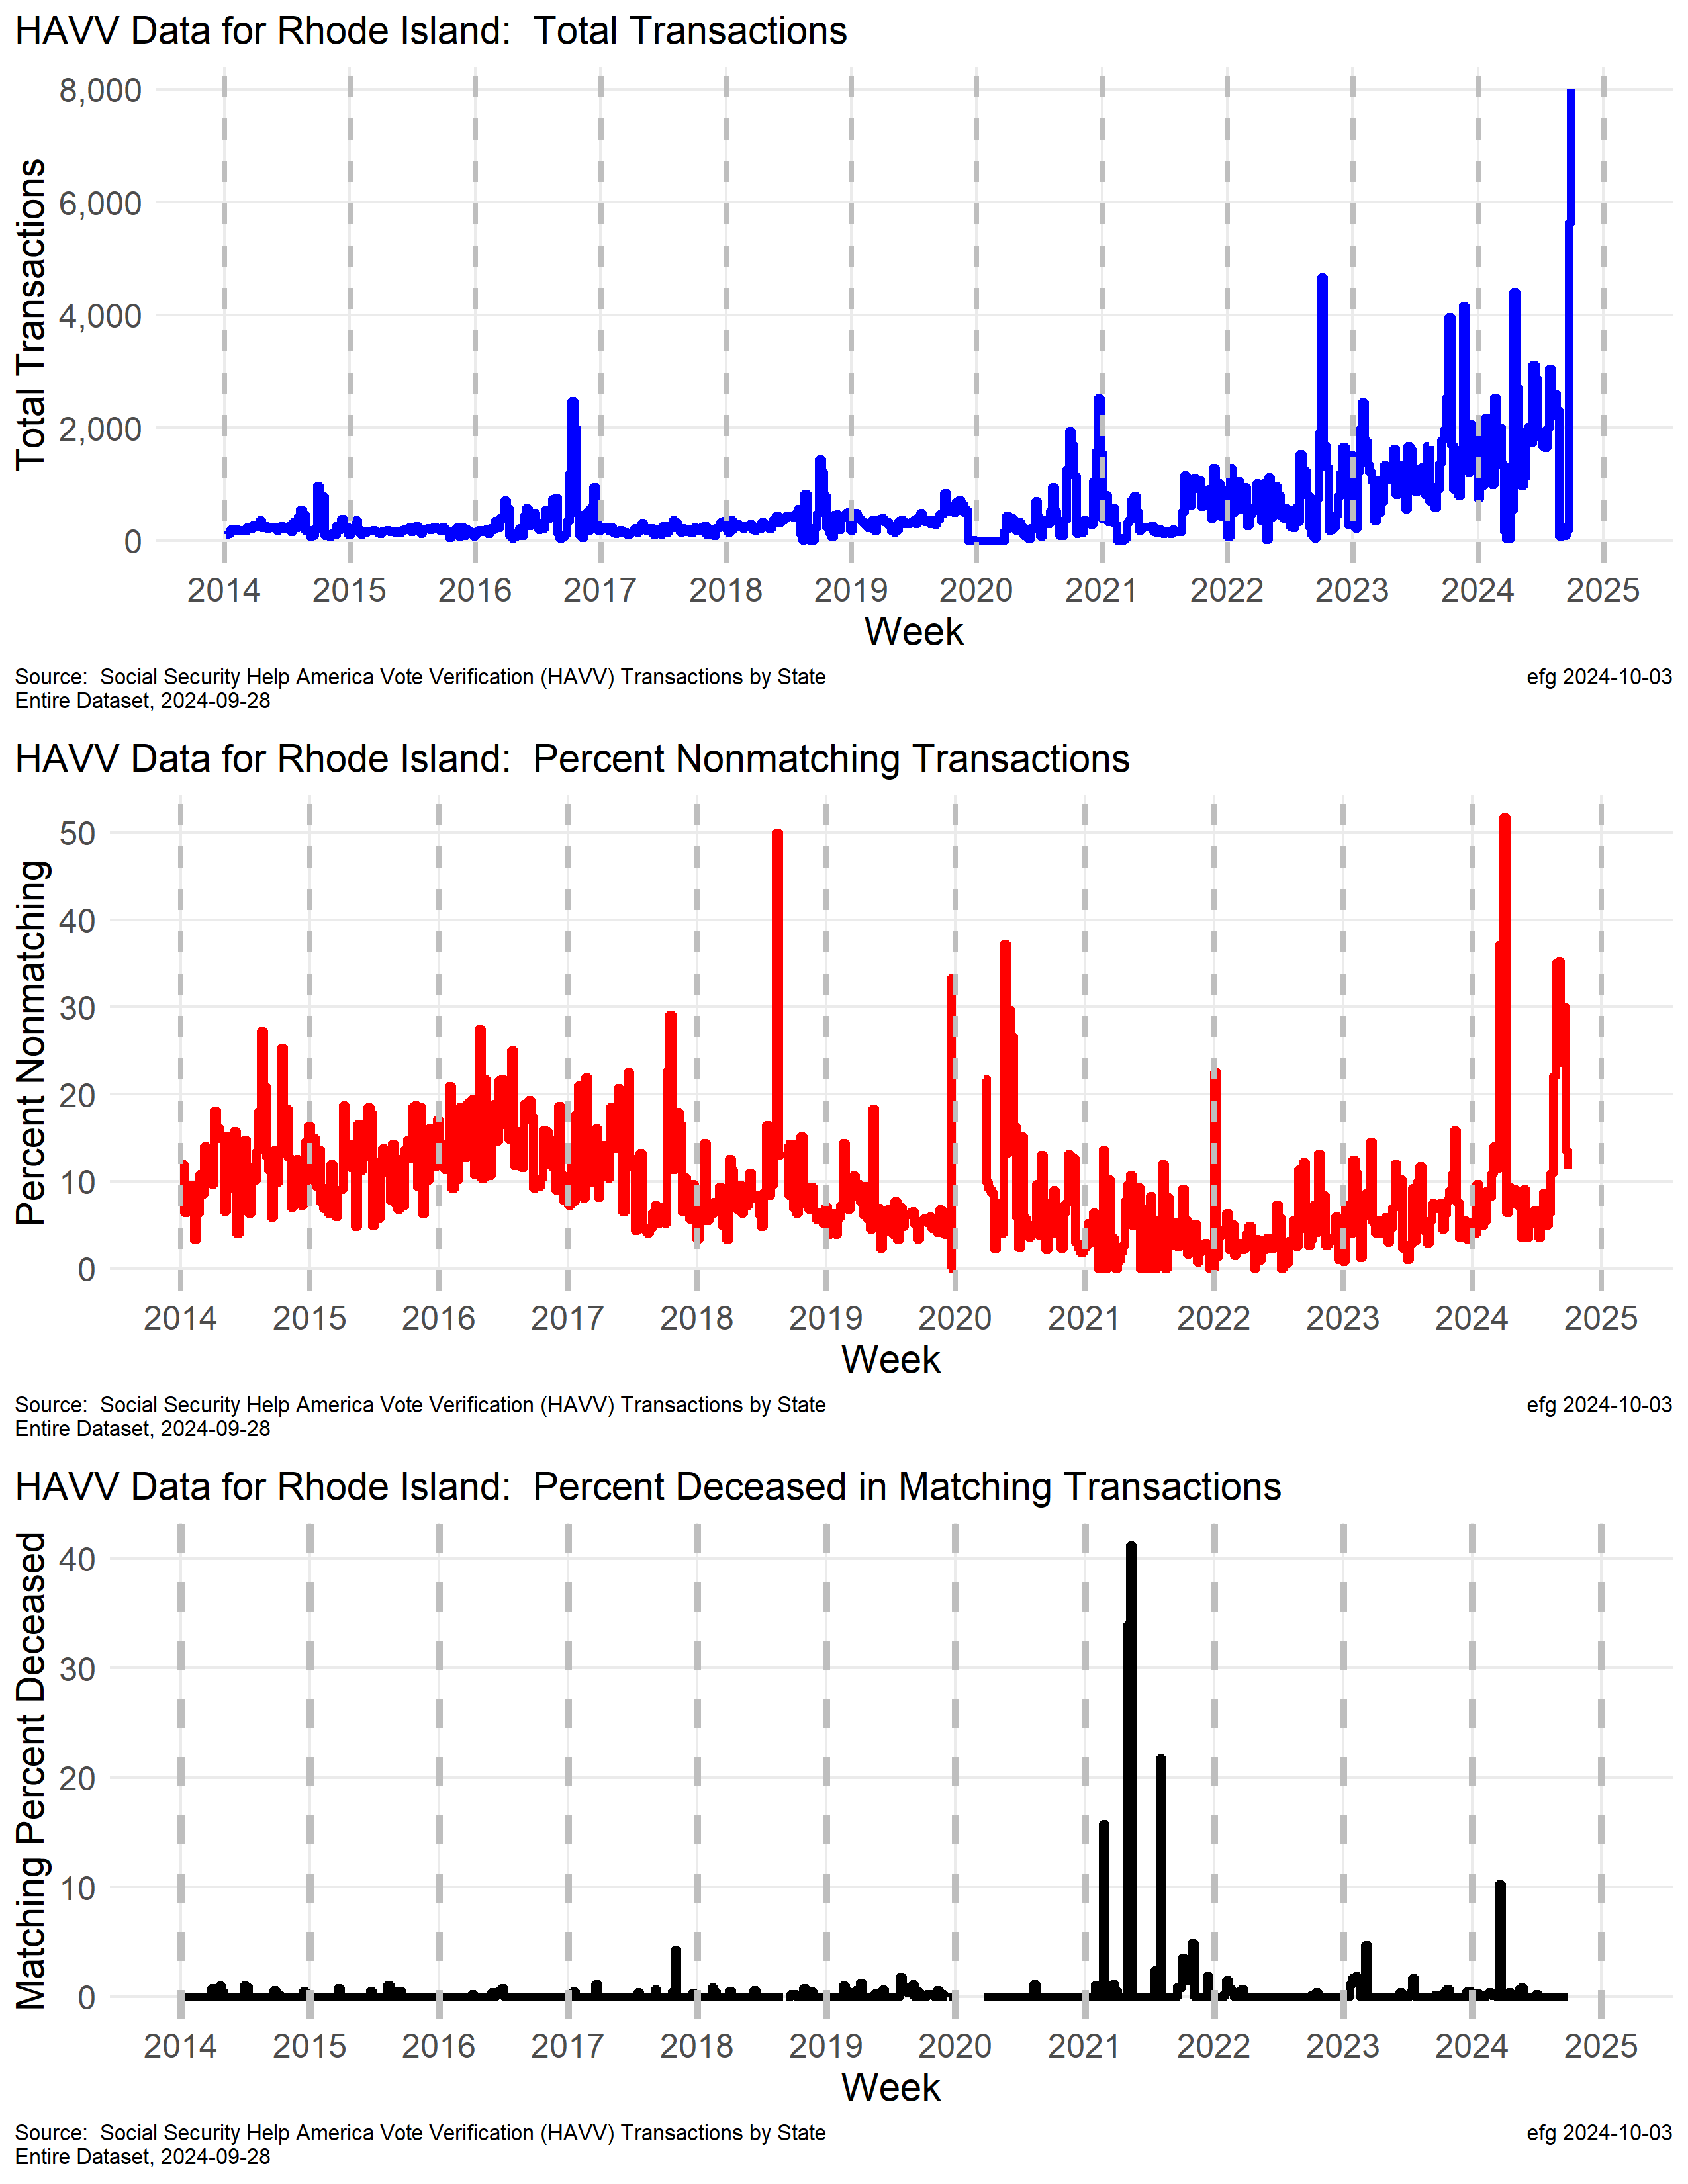 HAVV Data for Rhode Island:  Total Transactions
Total Transactions
8,000
6,000
4,000
2,000
0
2014 2015 2016 2017 2018 2019 2020 2021 2022 2023 2024 2025
Week
Source:  Social Security Help America Vote Verification (HAVV) Transactions by State efg 2024-10-03
Entire Dataset, 2024-09-28
HAVV Data for Rhode Island:  Percent Nonmatching Transactions
Percent Nonmatching
50
40
30
20
10
0
2014 2015 2016 2017 2018 2019 2020 2021 2022 2023 2024 2025
Week
Source:  Social Security Help America Vote Verification (HAVV) Transactions by State efg 2024-10-03
Entire Dataset, 2024-09-28
HAVV Data for Rhode Island:  Percent Deceased in Matching Transactions
Matching Percent Deceased
40
30
20
10
0
2014 2015 2016 2017 2018 2019 2020 2021 2022 2023 2024 2025
Week
Source:  Social Security Help America Vote Verification (HAVV) Transactions by State efg 2024-10-03
Entire Dataset, 2024-09-28